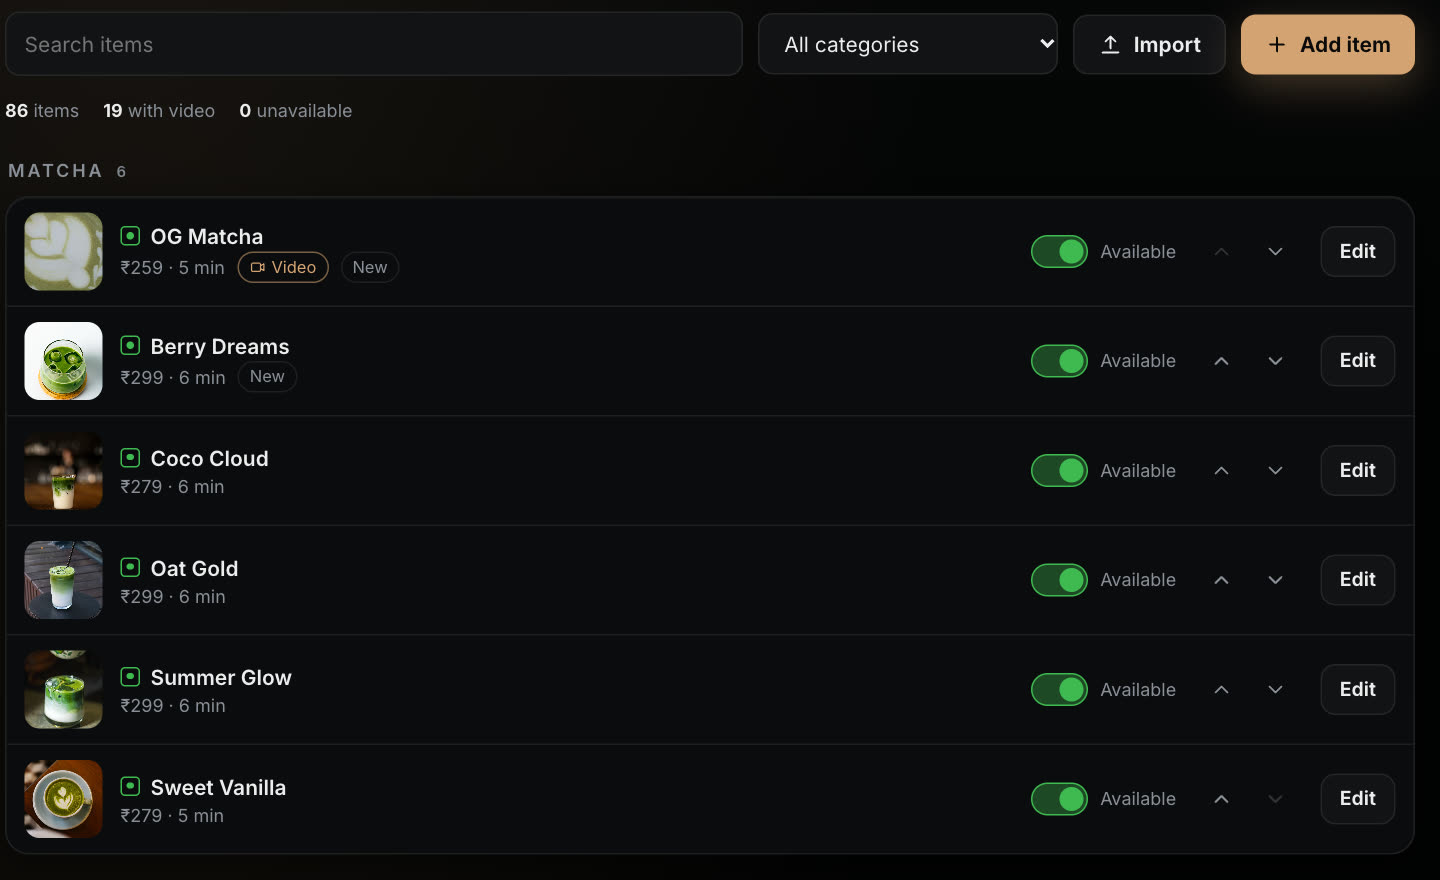 Search items
All categories
Import
+ Add item
86 items 19 with video 0 unavailable
MATCHA 6
OG Matcha
₹259 · 5 min Video New
Available
Edit
Berry Dreams
₹299 · 6 min New
Available
Edit
Coco Cloud
₹279 · 6 min
Available
Edit
Oat Gold
₹299 · 6 min
Available
Edit
Summer Glow
₹299 · 6 min
Available
Edit
Sweet Vanilla
₹279 · 5 min
Available
Edit